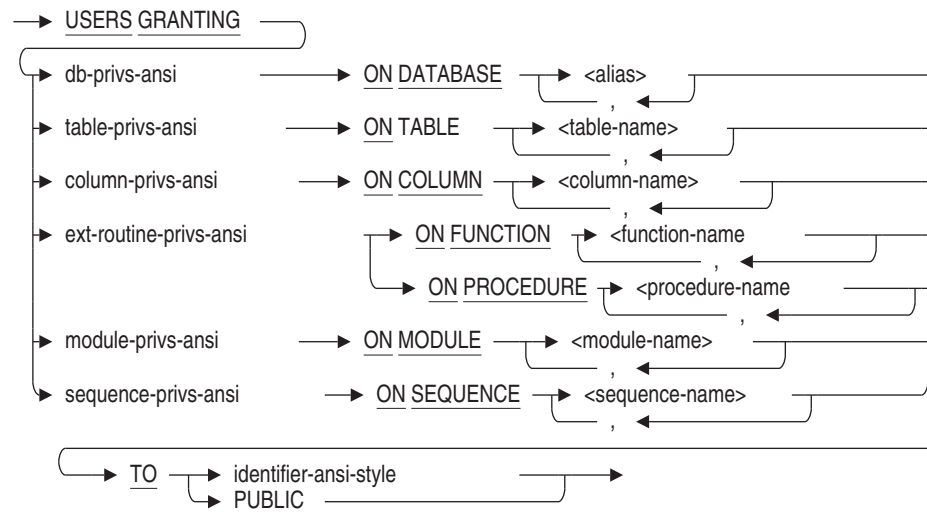 USERS GRANTING
db-privs-ansi ON DATABASE <alias>
,
table-privs-ansi ON TABLE <table-name>
,
column-privs-ansi ON COLUMN <column-name>
,
ext-routine-privs-ansi ON FUNCTION <function-name
,
ON PROCEDURE <procedure-name
,
module-privs-ansi ON MODULE <module-name>
,
sequence-privs-ansi ON SEQUENCE <sequence-name>
,
TO identifier-ansi-style
PUBLIC